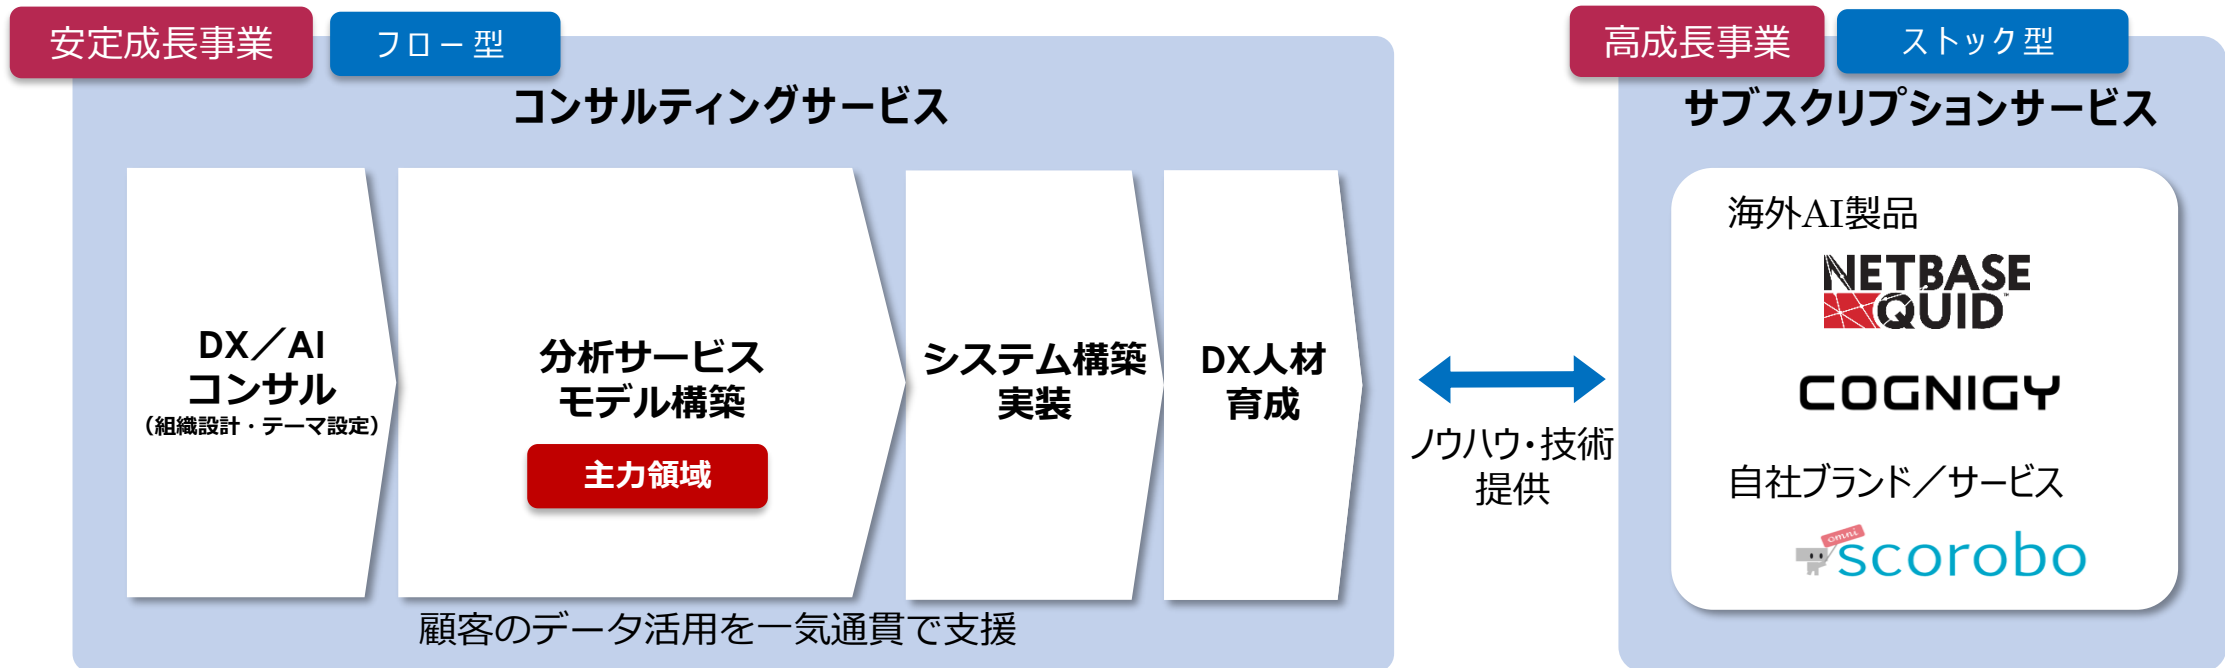 安定成長事業
フロー型
コンサルティングサービス
DX／AI
コンサル
（組織設計・テーマ設定）
分析サービス
モデル構築
主力領域
システム構築
実装
DX人材
育成
顧客のデータ活用を一気通貫で支援
ノウハウ・技術
提供
高成長事業
ストック型
サブスクリプションサービス
海外AI製品
NETBASE
QUID™
COGNIGY
自社ブランド／サービス
omni
scorobo